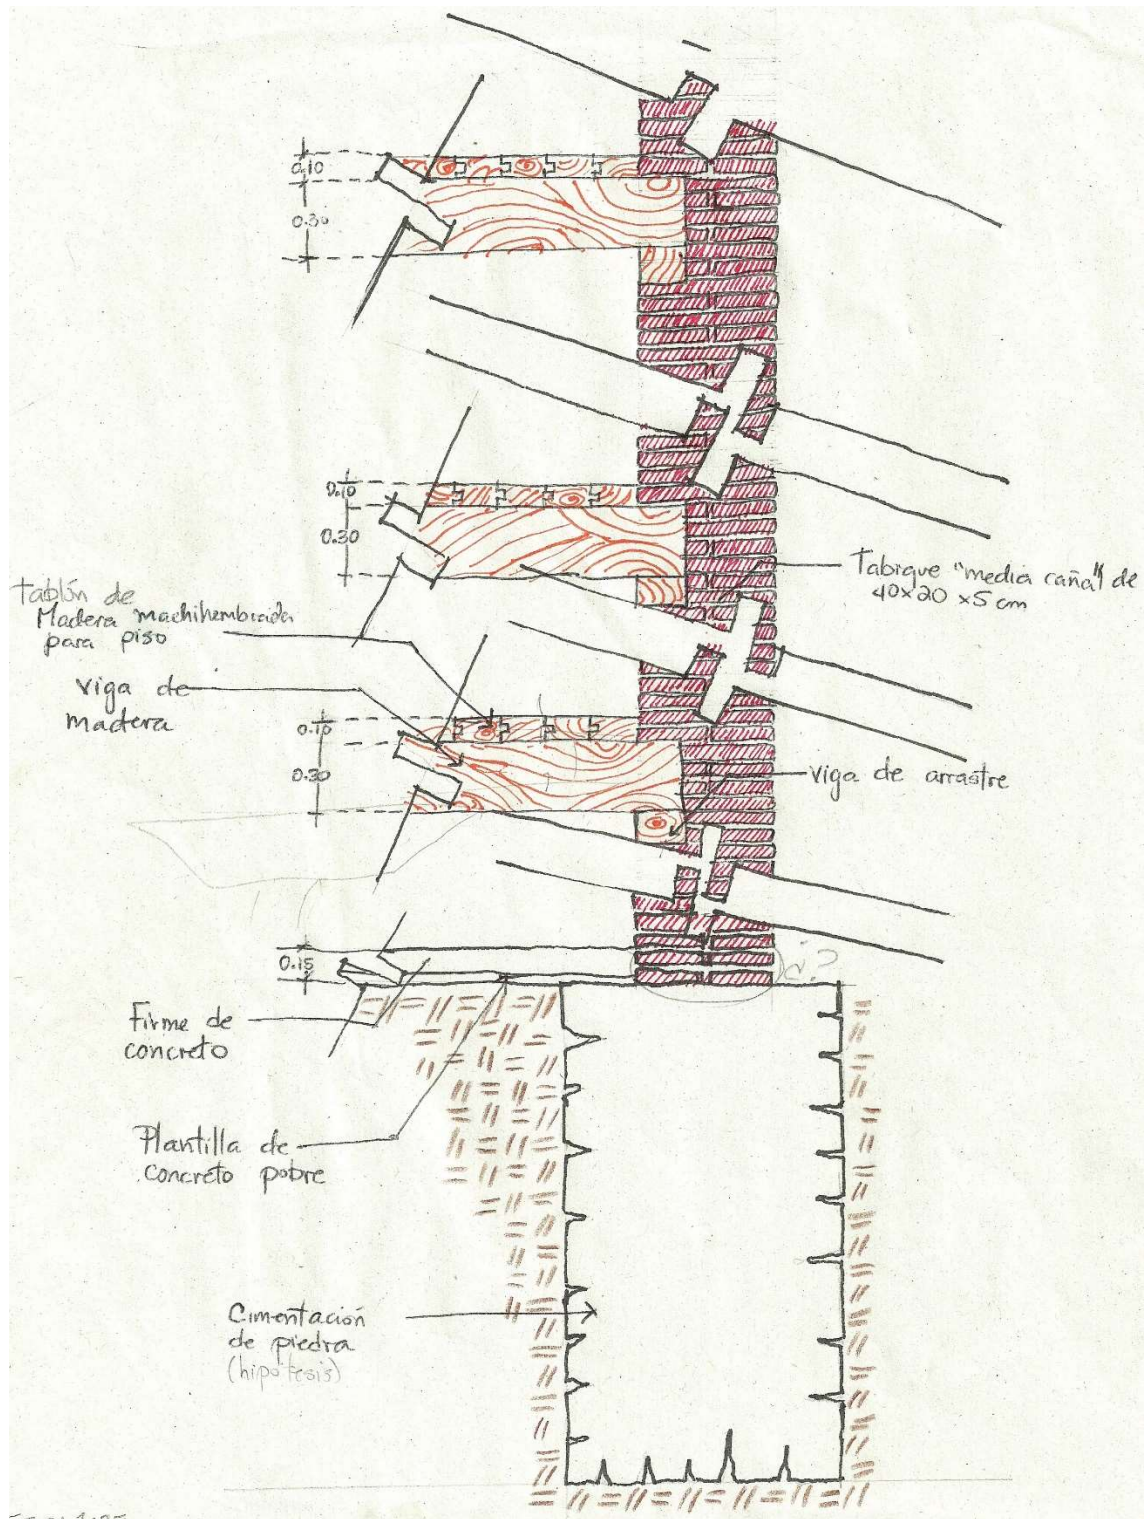 0.10
0.30
0.10
0.30
Tabique "media caña" de
40x20 x5 cm
tablón de
Madera machihembrada
para piso
viga de
madera
0.10
0.30
viga de arrastre
0.15
¿?
Firme de
concreto
Plantilla de
concreto pobre
Cimentación
de piedra
(hipótesis)